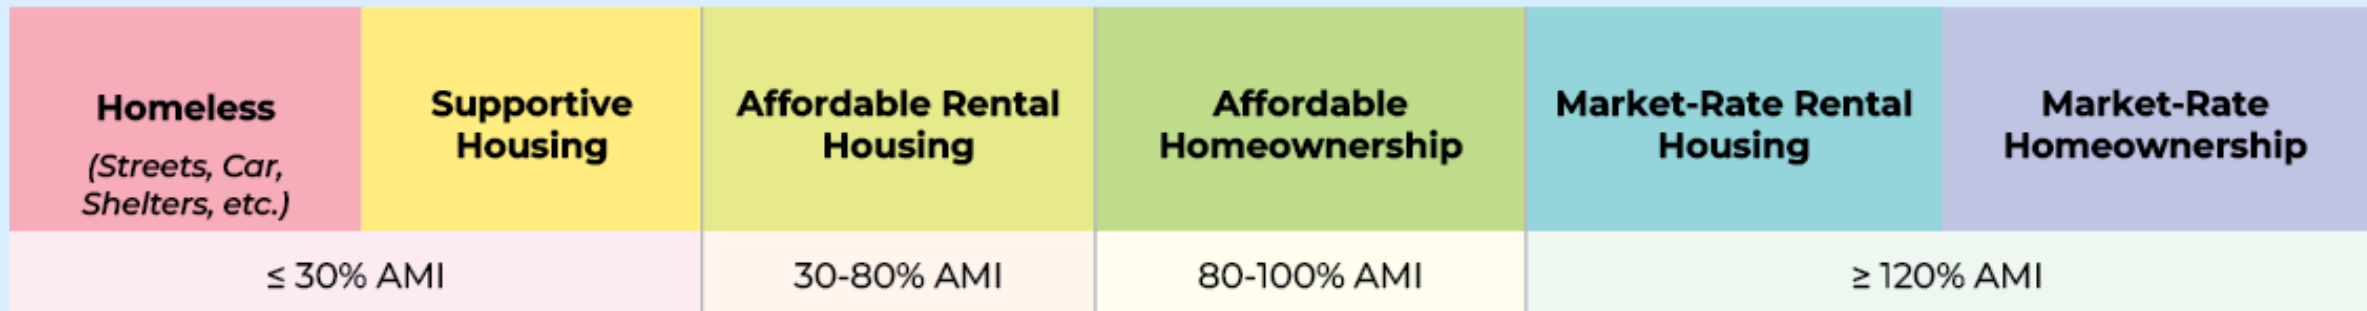 Homeless
(Streets, Car,
Shelters, etc.)
Supportive
Housing
Affordable Rental
Housing
Affordable
Homeownership
Market-Rate Rental
Housing
Market-Rate
Homeownership
≤ 30% AMI
30-80% AMI
80-100% AMI
≥ 120% AMI